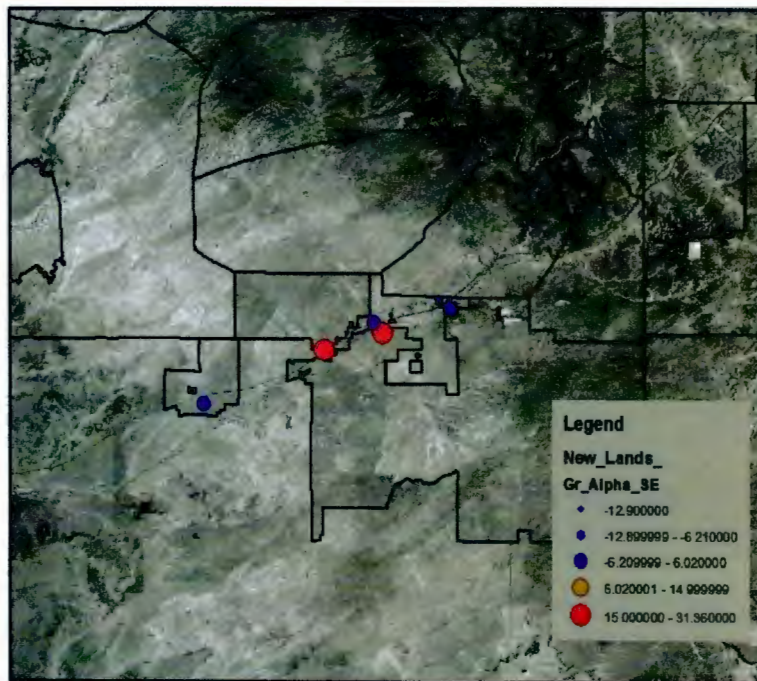 Legend
New_Lands_
Gr_Alpha_SE
-12.900000
-12.899999 - -6.210000
-6.209999 - 6.020000
6.020001 - 14.999999
15.000000 - 31.360000